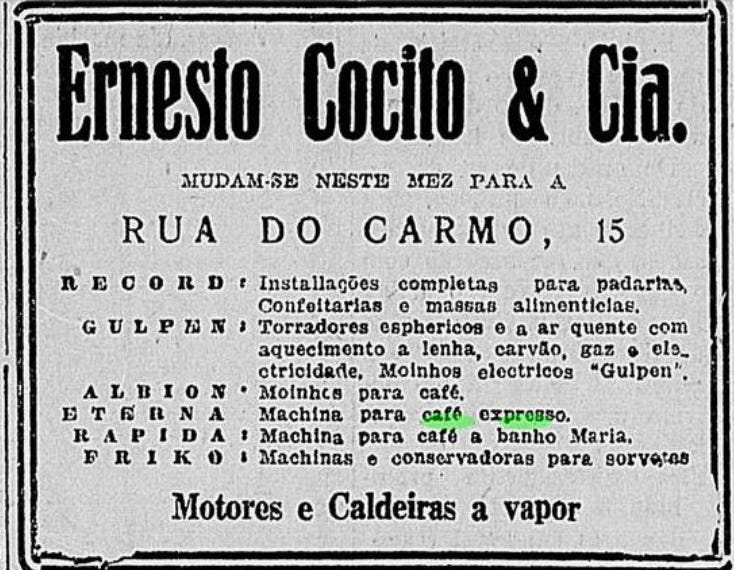 Ernesto Cocito & Cia.
MUDAM-SE NESTE MEZ PARA A
RUA DO CARMO, 15
RECORD: Installações completas para padarias,
Confeitarias e massas alimenticias.
GULPEN: Torradores esphericos e a ar quente com
aquecimento a lenha, carvão, gaz e ele-
ctricidade, Moinhos electricos "Gulpen".
ALBION: Moinhos para café.
ETERNA Machina para café expresso.
RAPIDA: Machina para café a banho Maria.
FRIKO: Machinas e conservadoras para sorvetes
Motores e Caldeiras a vapor